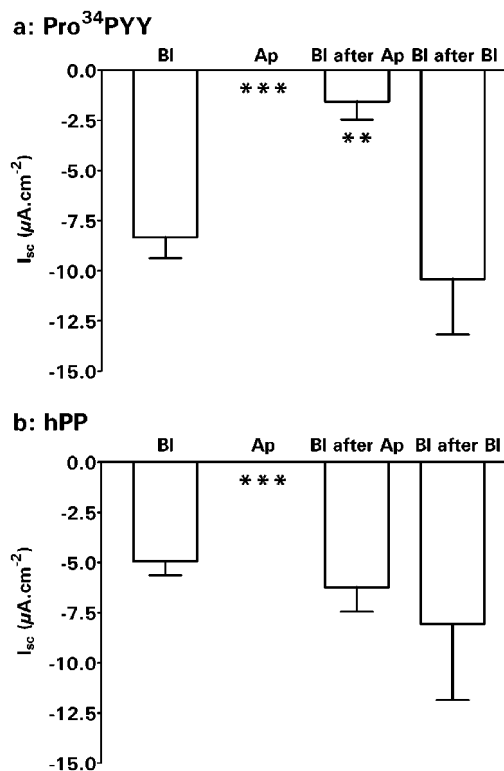 a: Pro³⁴PYY
Bl Ap Bl after Ap Bl after Bl
0.0
***
-2.5
**
-5.0
-7.5
-10.0
-12.5
-15.0
Isc (µA.cm⁻²)
b: hPP
Bl Ap Bl after Ap Bl after Bl
0.0
***
-2.5
-5.0
-7.5
-10.0
-12.5
-15.0
Isc (µA.cm⁻²)